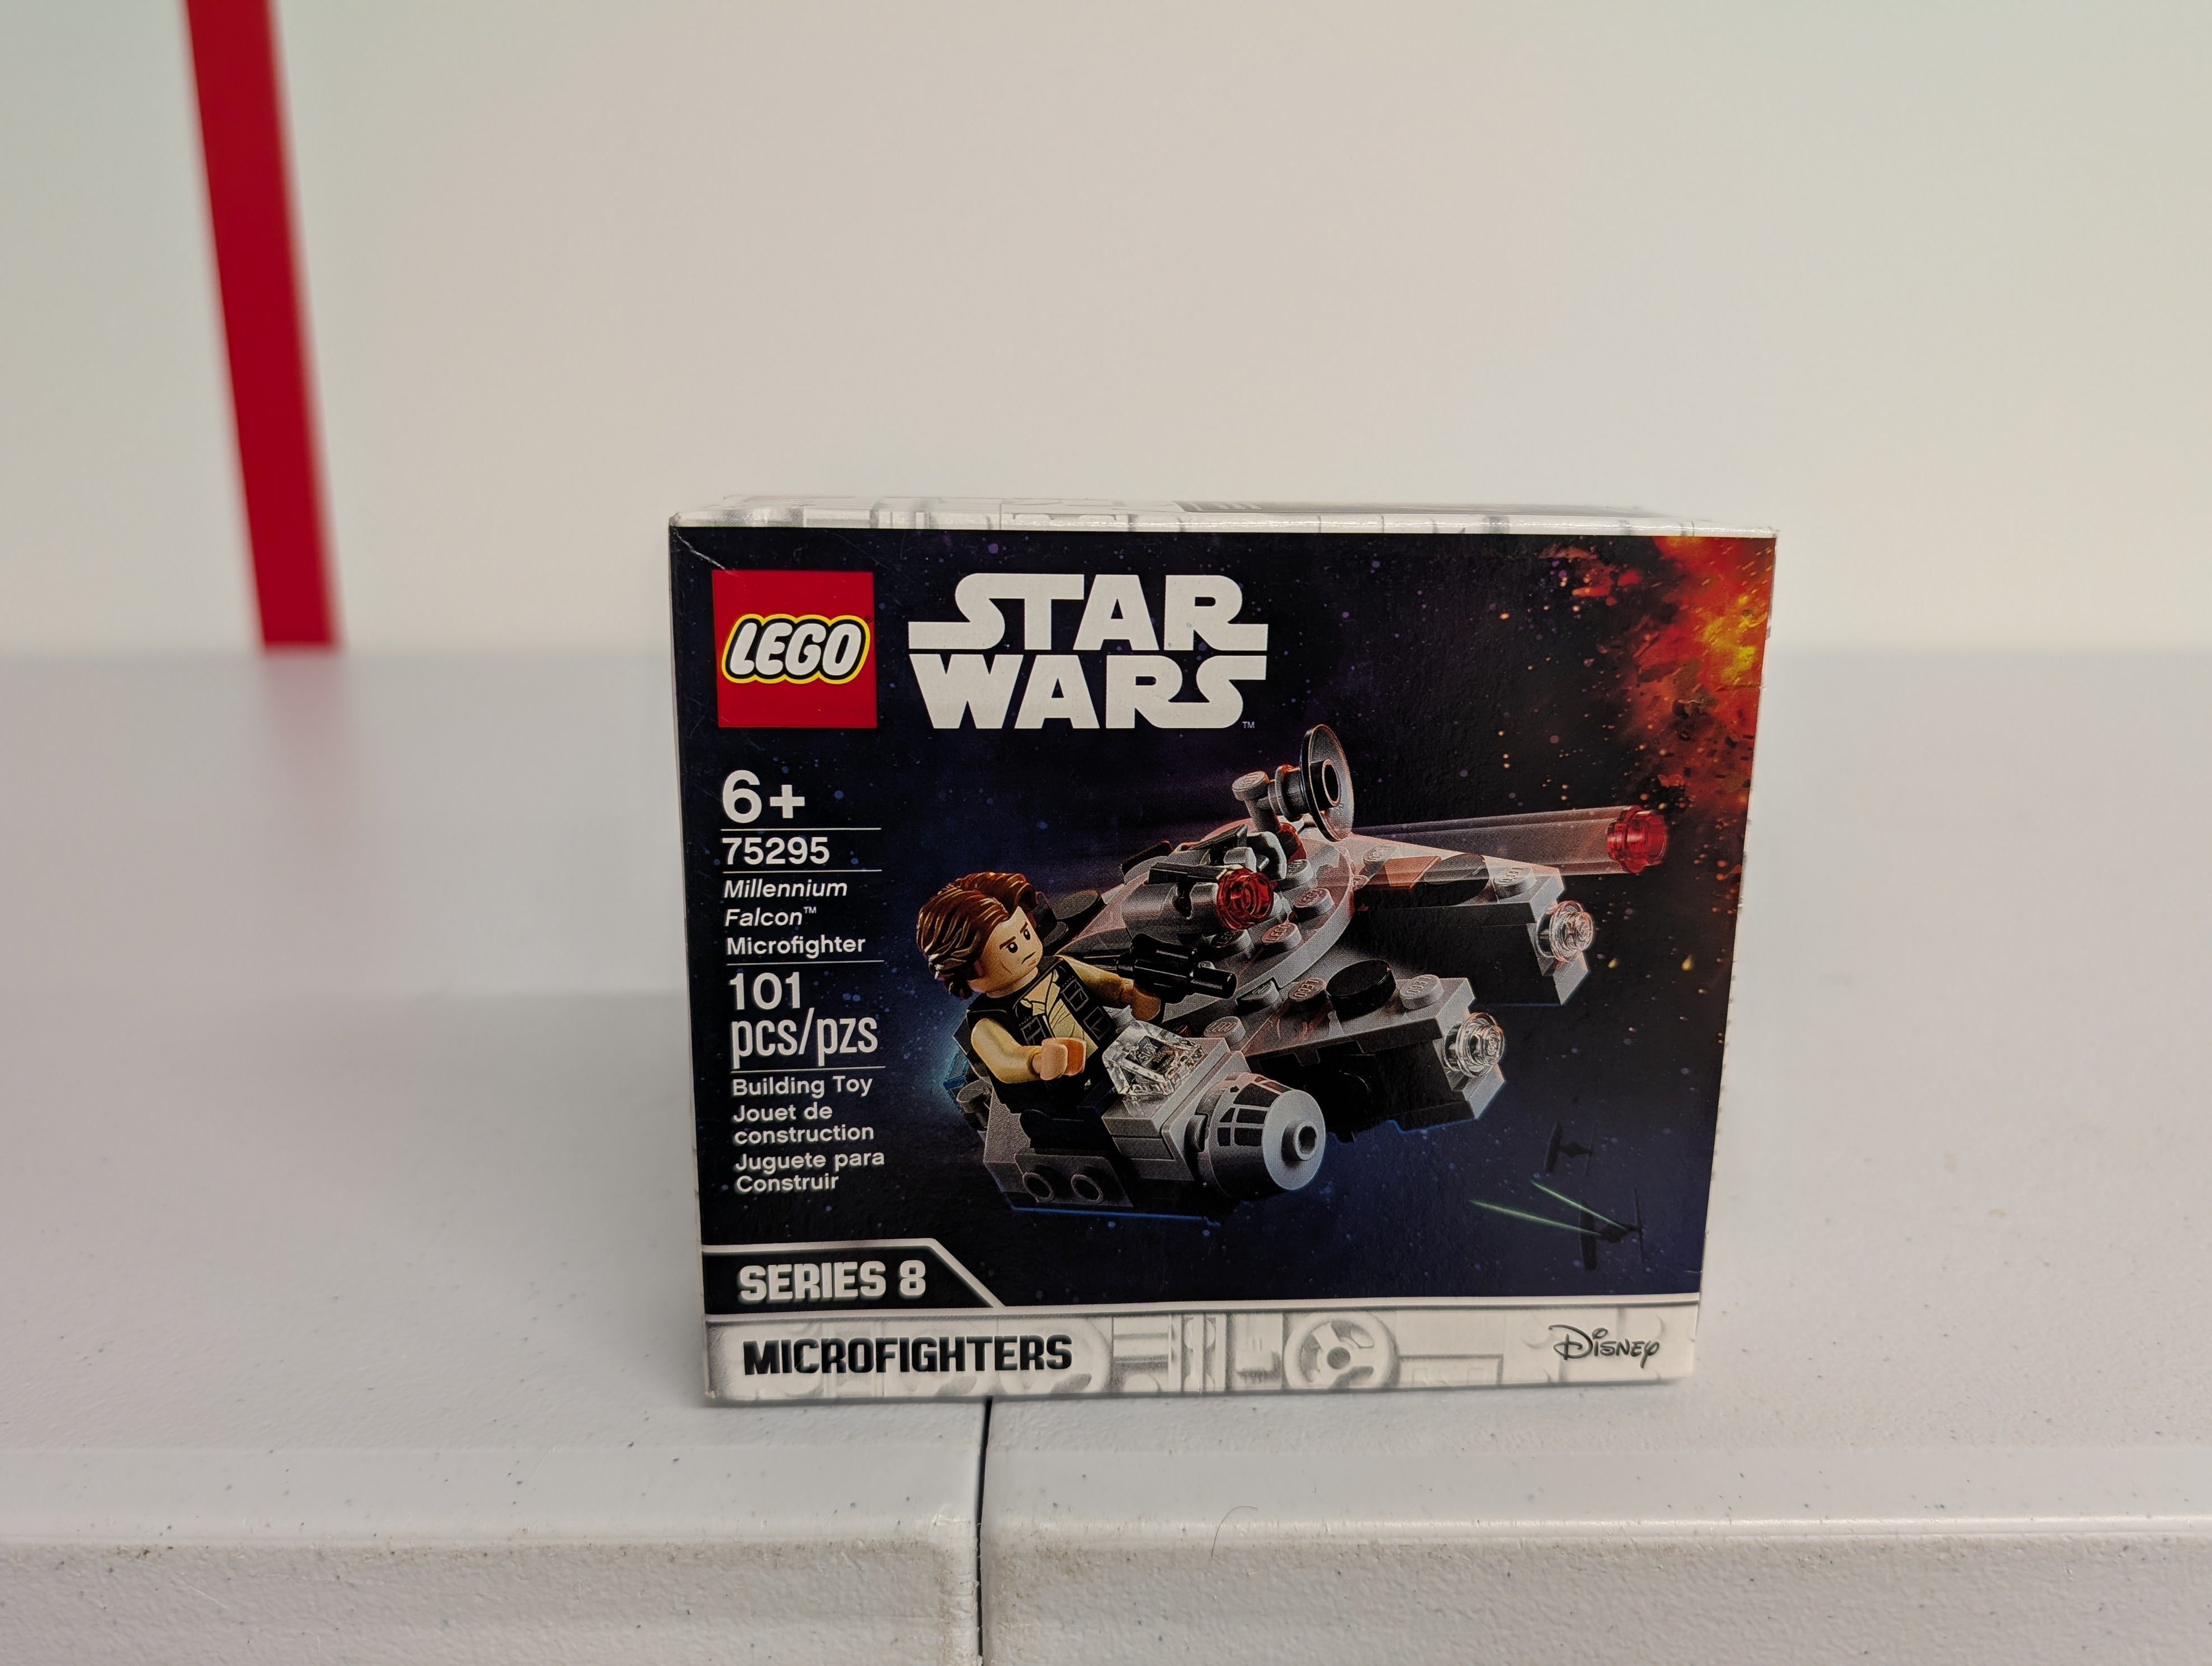 LEGO
STAR
WARS™
6+
75295
Millennium
Falcon™
Microfighter
101
pcs/pzs
Building Toy
Jouet de
construction
Juguete para
Construir
SERIES 8
MICROFIGHTERS
Disney